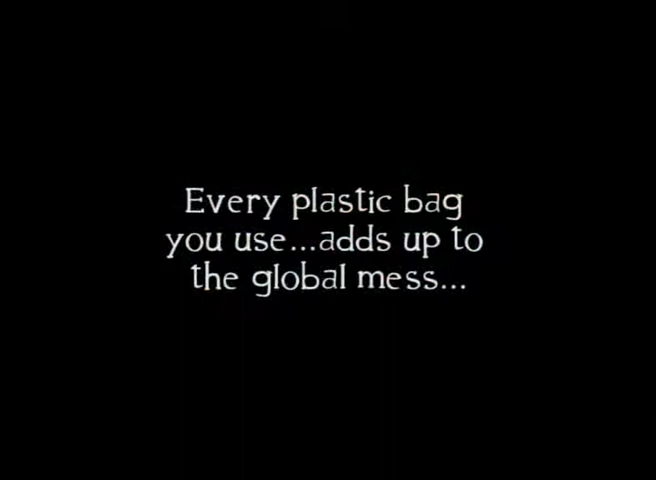 Every plastic bag
you use...adds up to
the global mess...